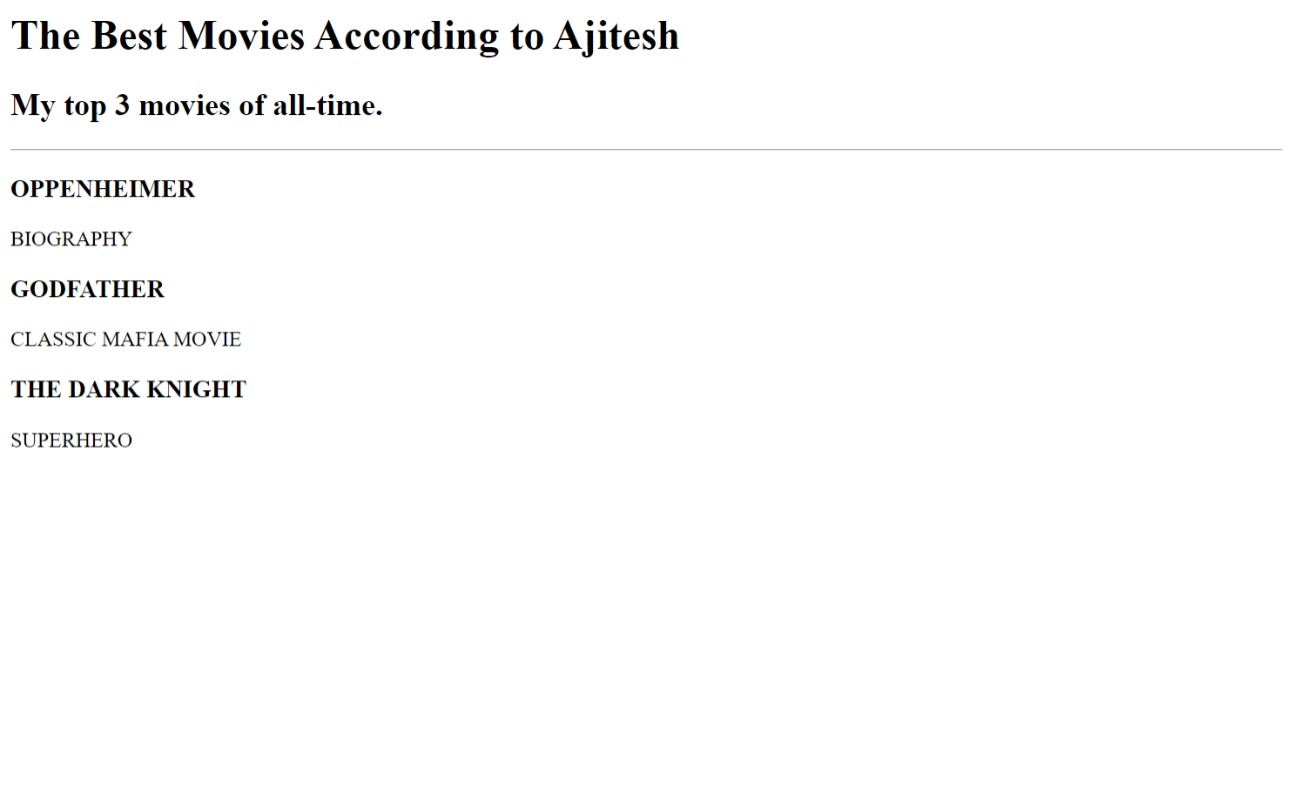 The Best Movies According to Ajitesh
My top 3 movies of all-time.
OPPENHEIMER
BIOGRAPHY
GODFATHER
CLASSIC MAFIA MOVIE
THE DARK KNIGHT
SUPERHERO